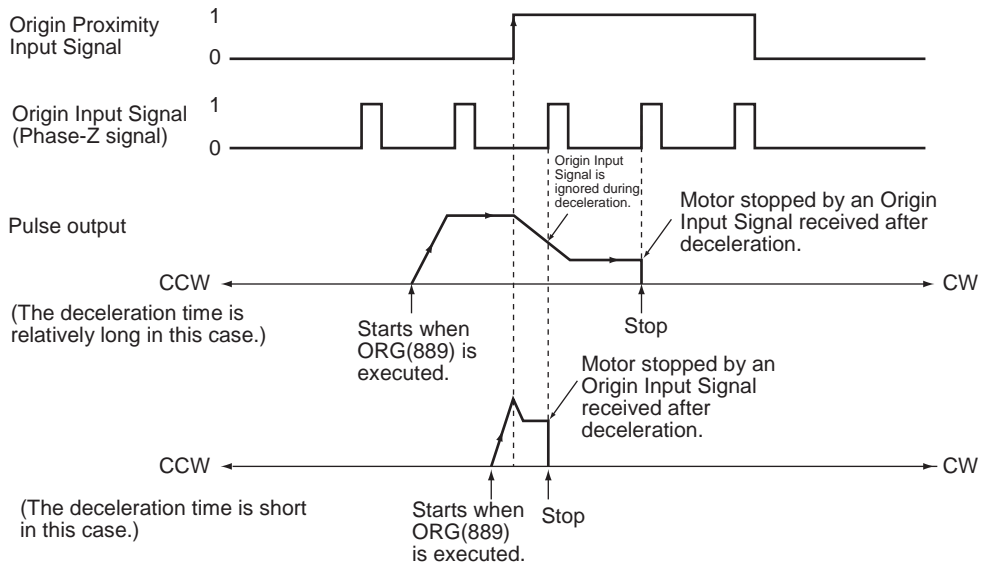 Origin Proximity
Input Signal
1
0
Origin Input Signal
(Phase-Z signal)
1
0
Origin Input
Signal is
ignored during
deceleration.
Motor stopped by an Origin
Input Signal received after
deceleration.
Pulse output
CCW
CW
(The deceleration time is
relatively long in this case.)
Starts when
ORG(889) is
executed.
Stop
Motor stopped by an
Origin Input Signal
received after
deceleration.
CCW
CW
(The deceleration time is short
in this case.)
Starts when
ORG(889)
is executed.
Stop